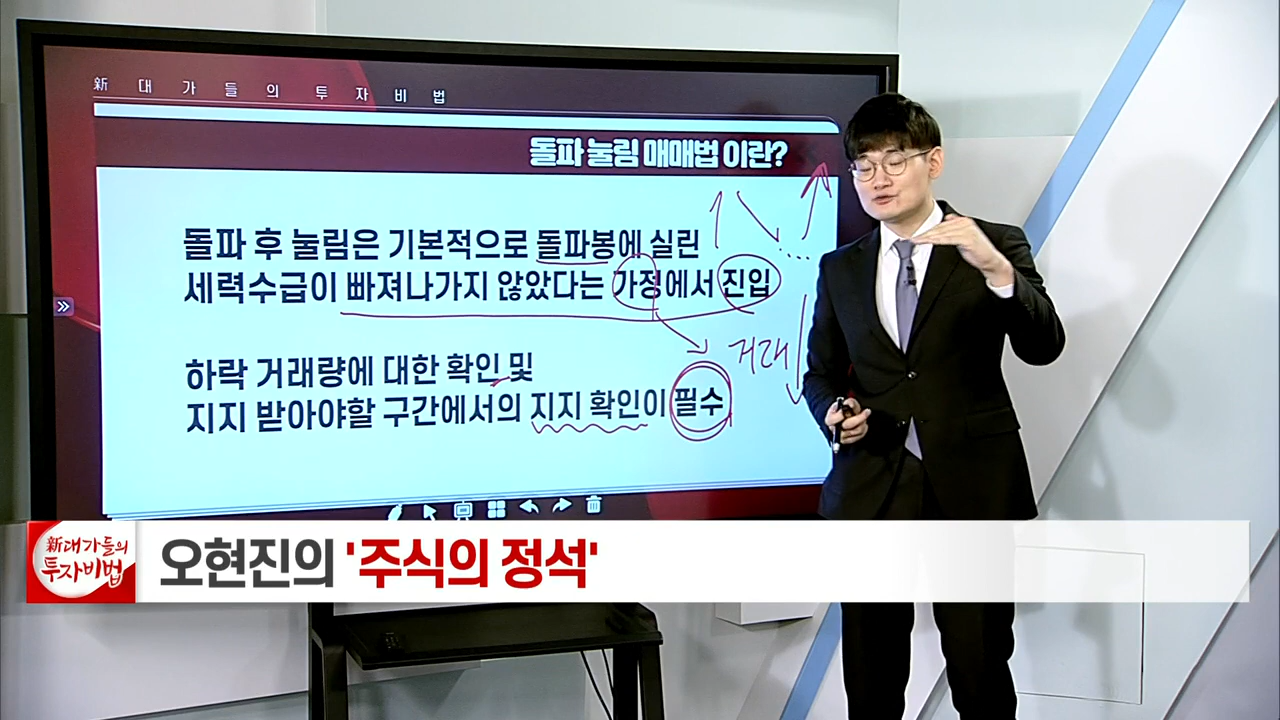 新 대 가 들 의 투 자 비 법
돌파 눌림 매매법 이란?
돌파 후 눌림은 기본적으로 돌파봉에 실린
세력수급이 빠져나가지 않았다는 가정에서 진입
거래
하락 거래량에 대한 확인 및
지지 받아야할 구간에서의 지지 확인이 필수
新대가들의
투자비법
오현진의 '주식의 정석'